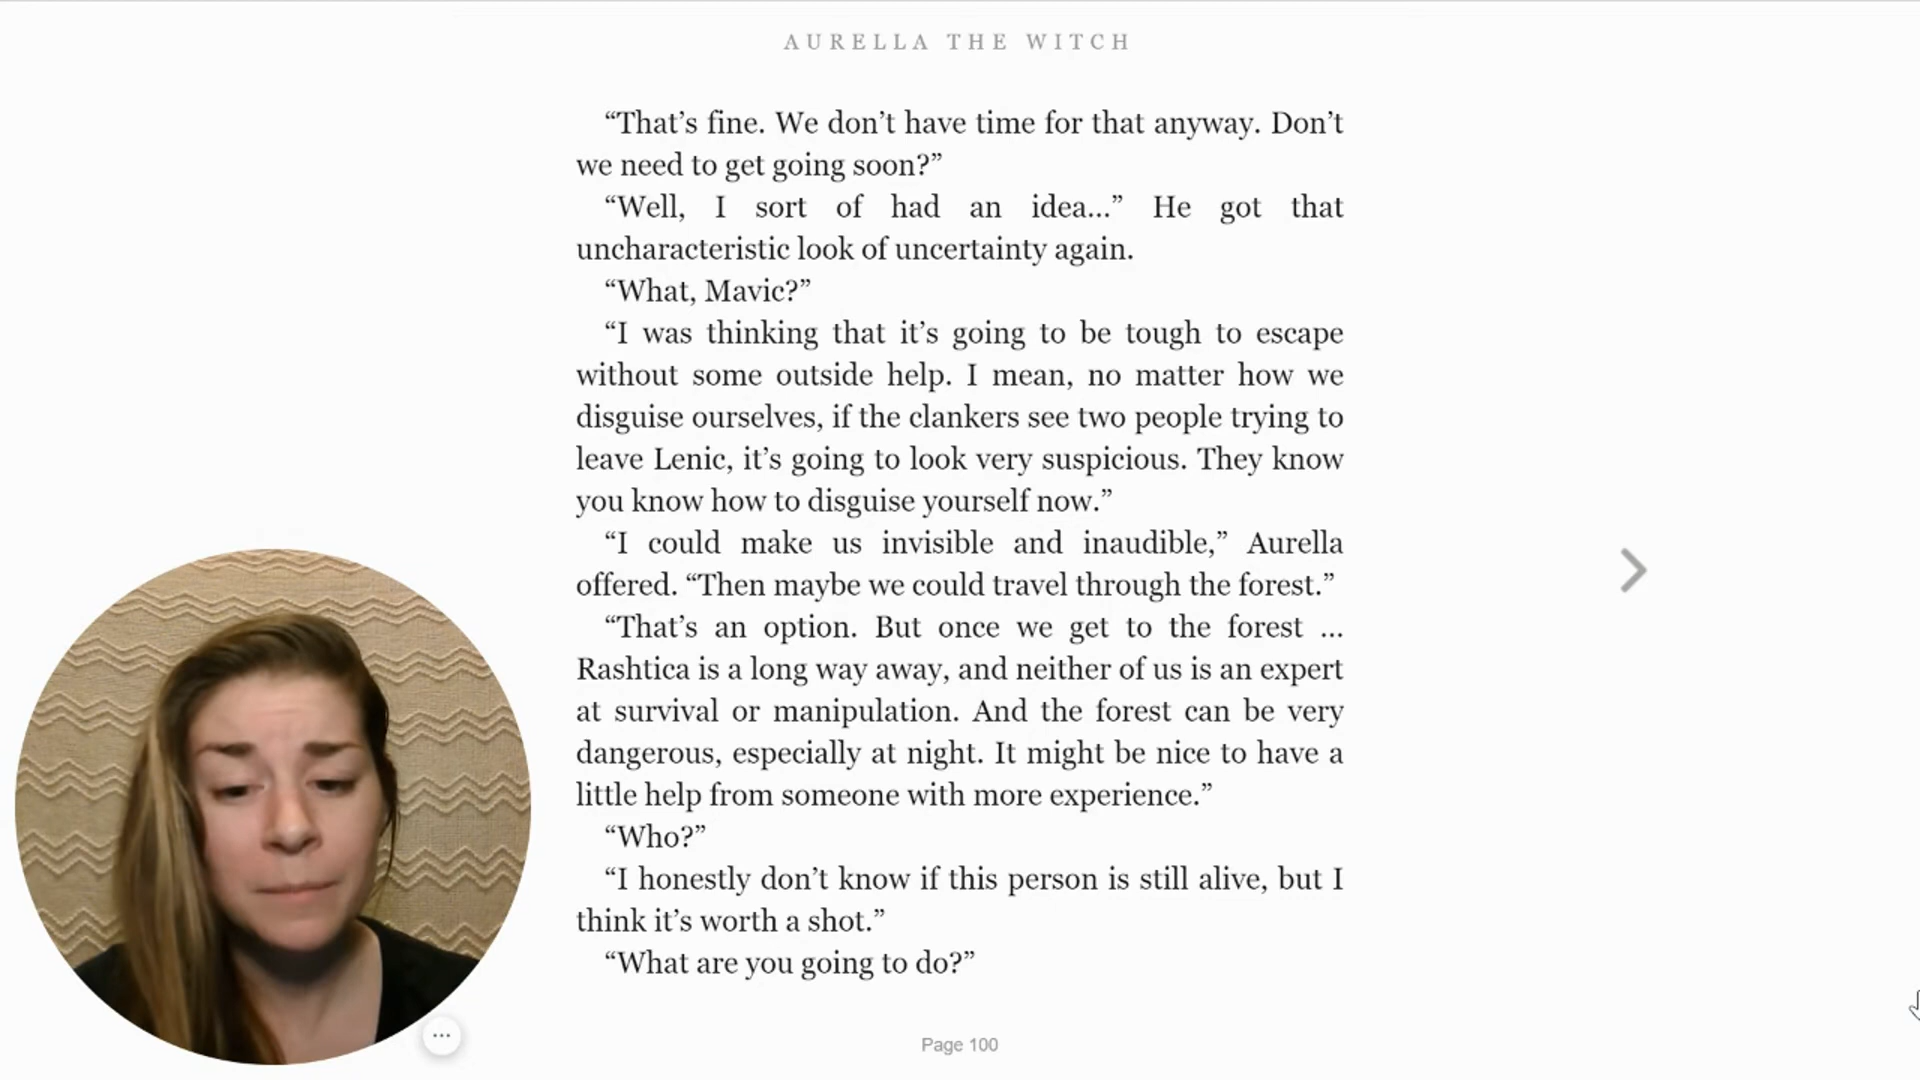 AURELLA THE WITCH
“That’s fine. We don’t have time for that anyway. Don’t
we need to get going soon?”
“Well, I sort of had an idea...” He got that
uncharacteristic look of uncertainty again.
“What, Mavic?”
“I was thinking that it’s going to be tough to escape
without some outside help. I mean, no matter how we
disguise ourselves, if the clankers see two people trying to
leave Lenic, it’s going to look very suspicious. They know
you know how to disguise yourself now.”
“I could make us invisible and inaudible,” Aurella
offered. “Then maybe we could travel through the forest.”
“That’s an option. But once we get to the forest ...
Rashtica is a long way away, and neither of us is an expert
at survival or manipulation. And the forest can be very
dangerous, especially at night. It might be nice to have a
little help from someone with more experience.”
“Who?”
“I honestly don’t know if this person is still alive, but I
think it’s worth a shot.”
“What are you going to do?”
Page 100